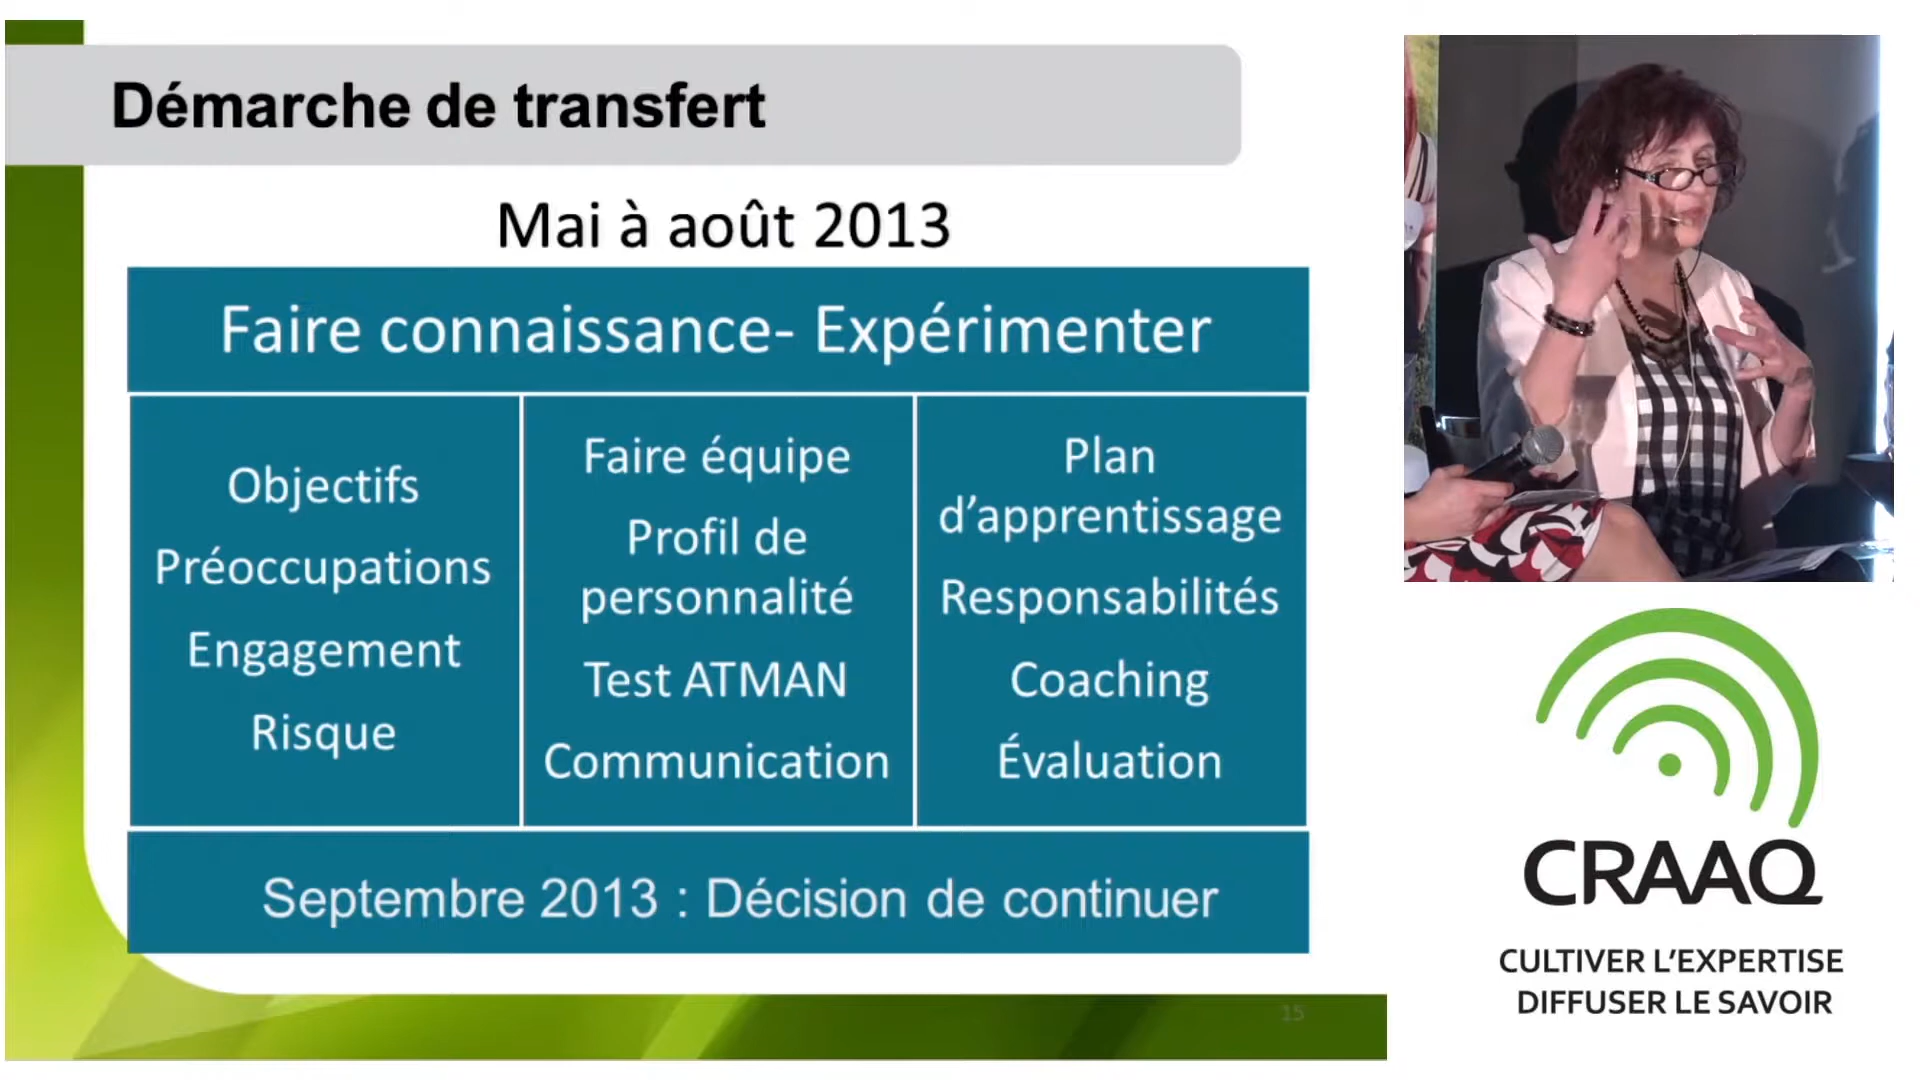 Démarche de transfert
Mai à août 2013
Faire connaissance- Expérimenter
Objectifs
Préoccupations
Engagement
Risque
Faire équipe
Profil de
personnalité
Test ATMAN
Communication
Plan
d'apprentissage
Responsabilités
Coaching
Évaluation
Septembre 2013 : Décision de continuer
15
CRAAQ
CULTIVER L'EXPERTISE
DIFFUSER LE SAVOIR